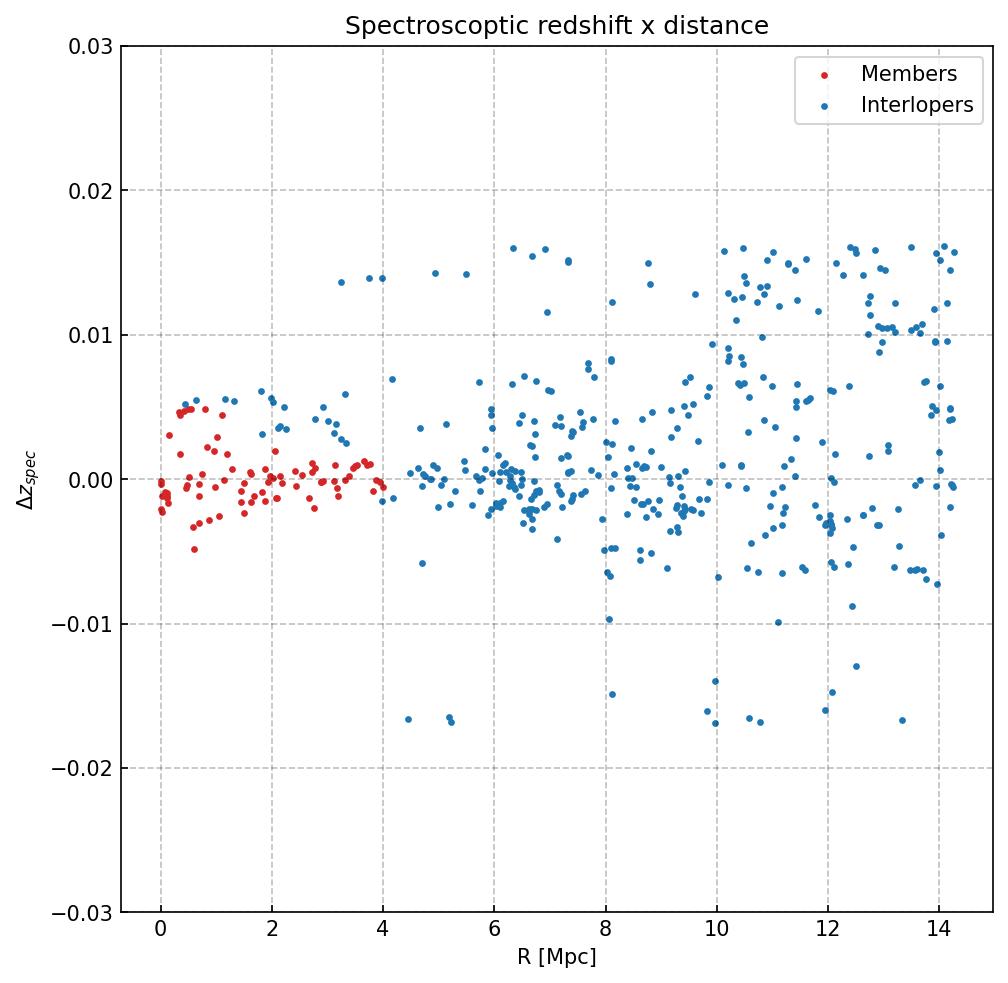 Spectroscoptic redshift x distance
0.03
0.02
0.01
0.00
−0.01
−0.02
−0.03
Δz_spec
Members
Interlopers
0 2 4 6 8 10 12 14
R [Mpc]